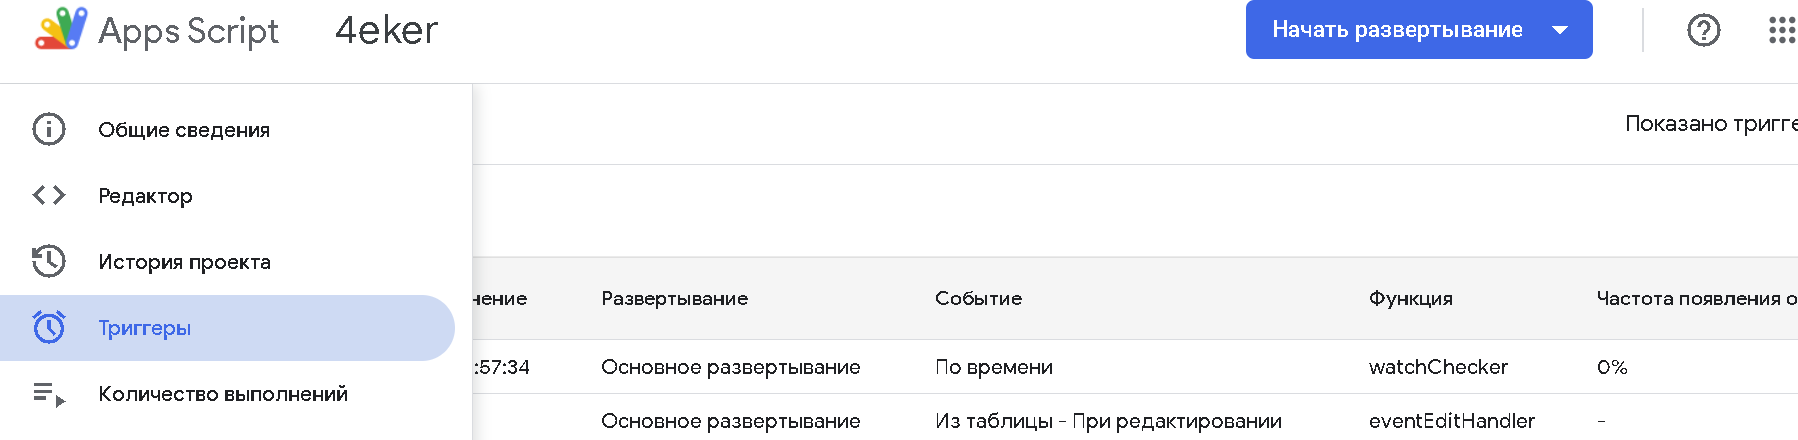 Apps Script 4eker Начать развертывание
Общие сведения Показано тригге
Редактор
История проекта
нение Развертывание Событие Функция Частота появления о
Триггеры
:57:34 Основное развертывание По времени watchChecker 0%
Количество выполнений
Основное развертывание Из таблицы - При редактировании eventEditHandler -